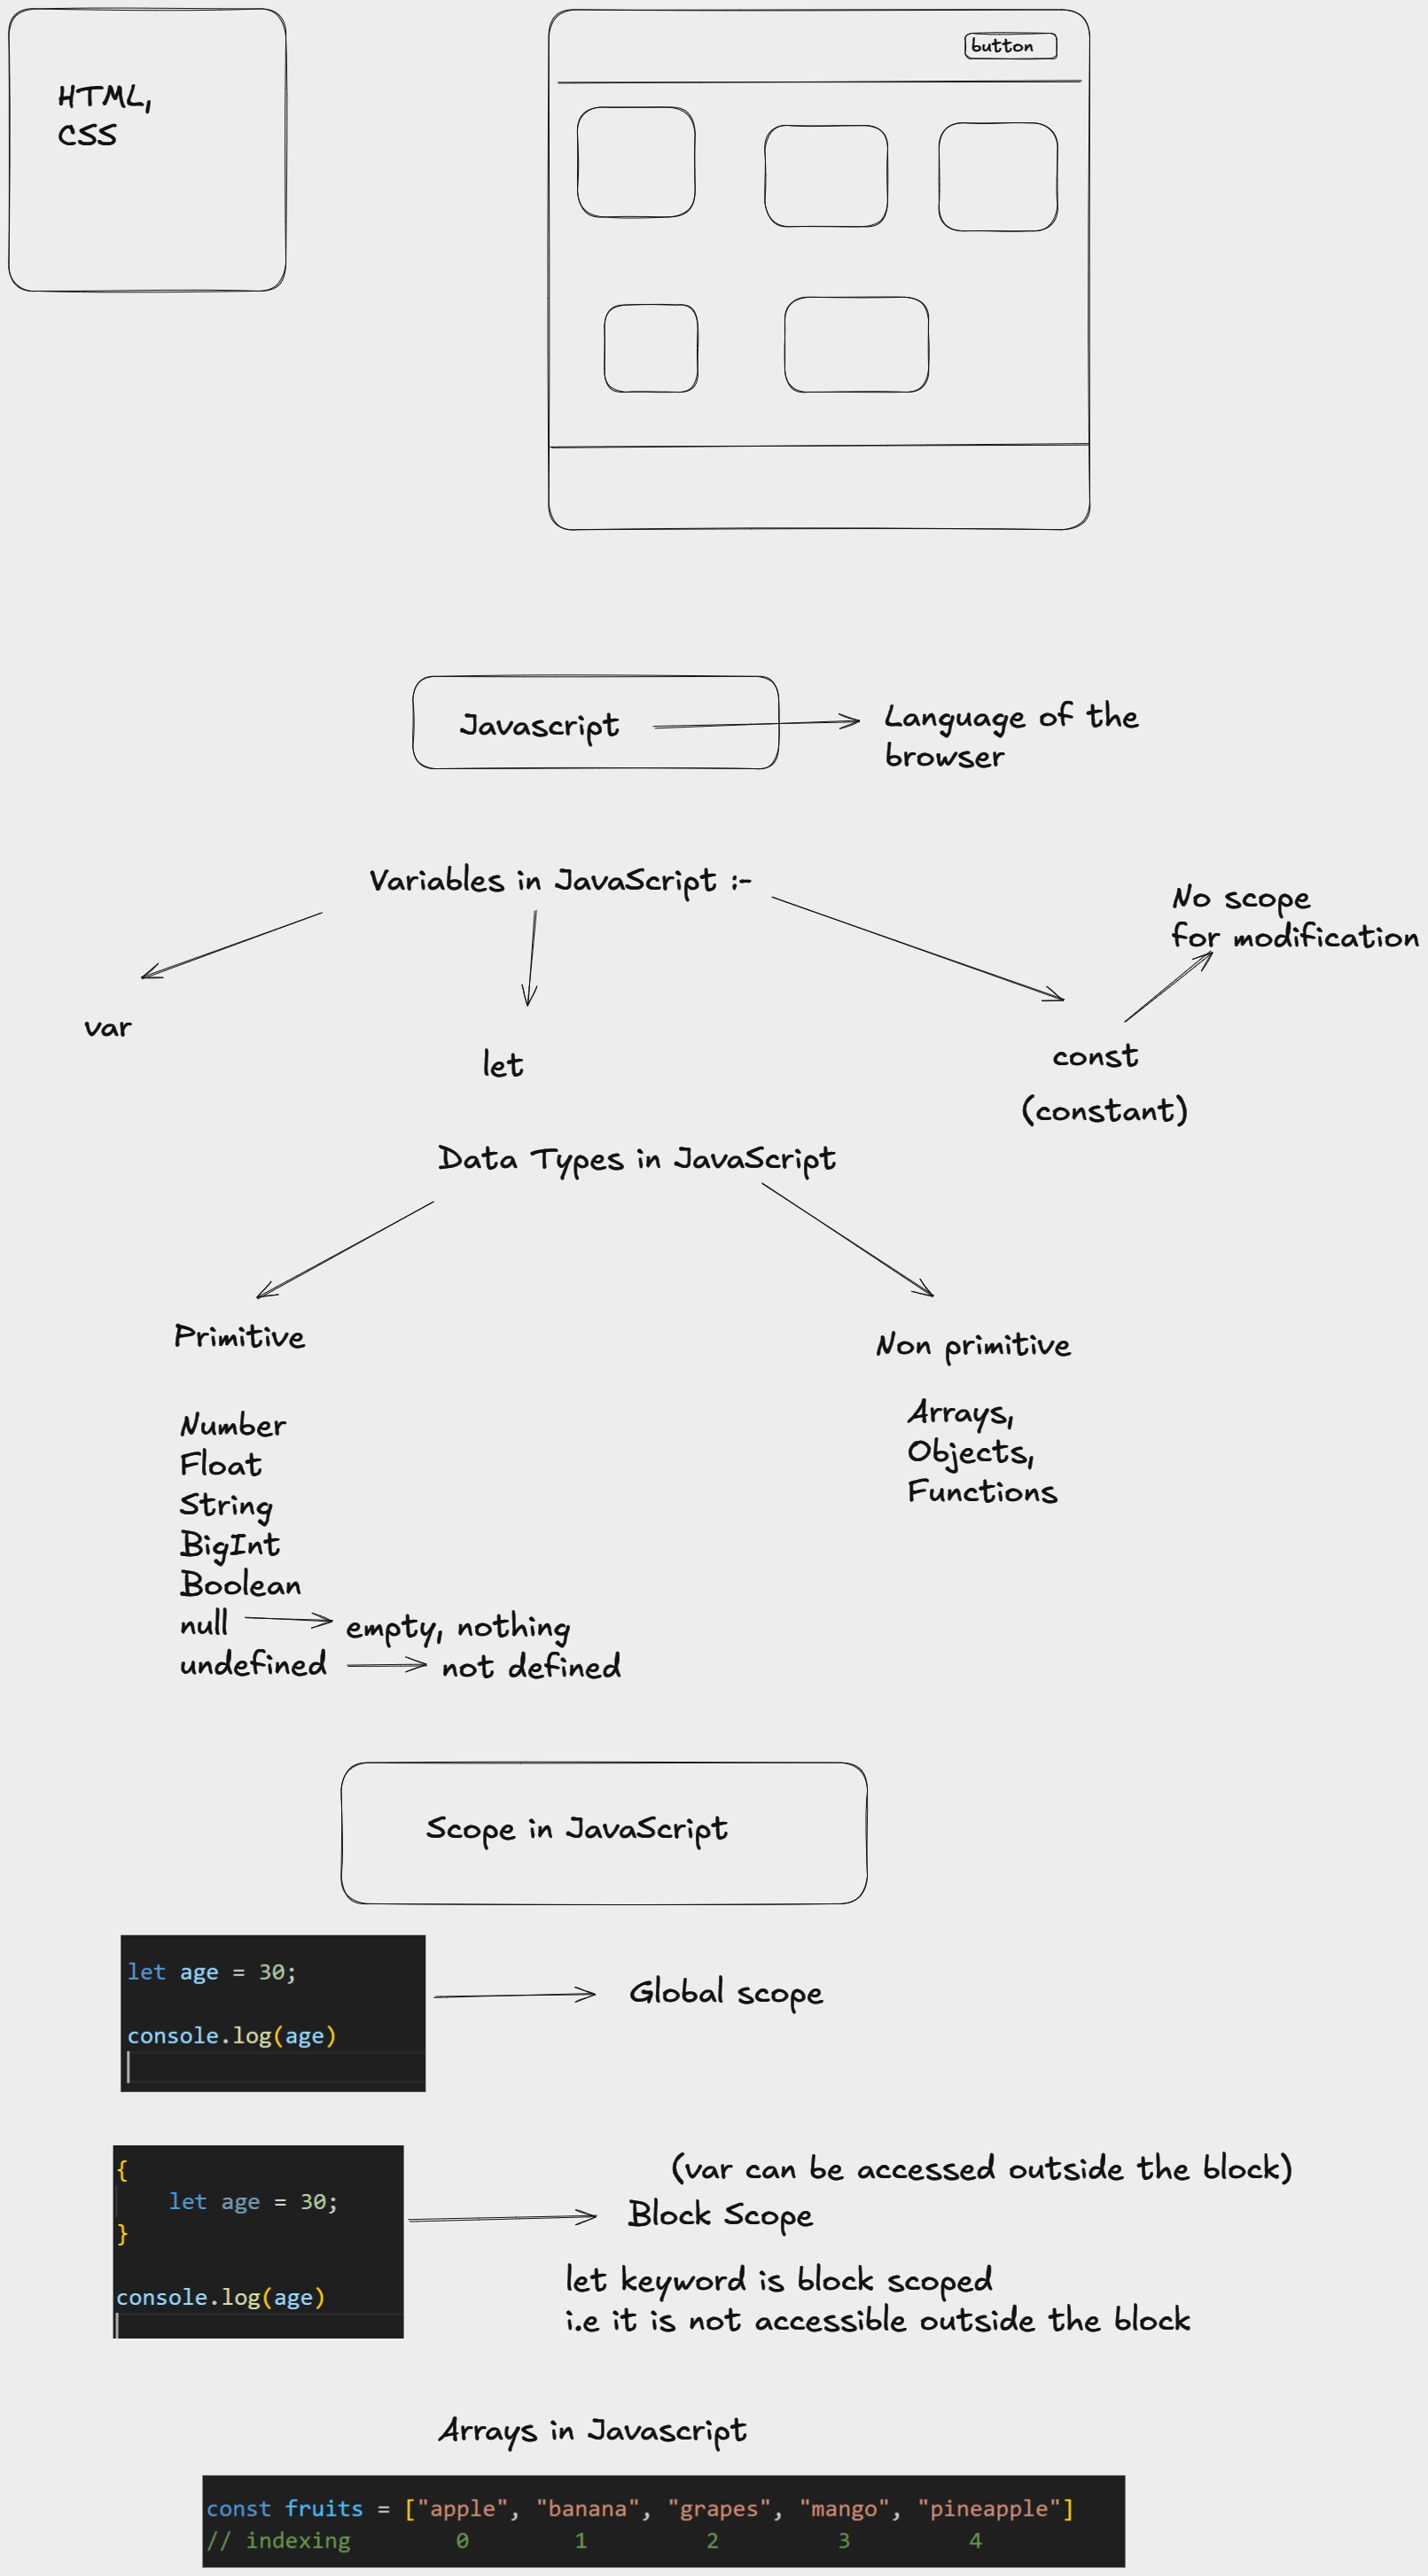 HTML,
CSS
button
Javascript
Language of the
browser
Variables in JavaScript :-
No scope
for modification
var
let
const
(constant)
Data Types in JavaScript
Primitive
Non primitive
Number
Float
String
BigInt
Boolean
null
empty, nothing
undefined
not defined
Arrays,
Objects,
Functions
Scope in JavaScript
let age = 30;
console.log(age)
Global scope
{
let age = 30;
}
console.log(age)
(var can be accessed outside the block)
Block Scope
let keyword is block scoped
i.e it is not accessible outside the block
Arrays in Javascript
const fruits = ["apple", "banana", "grapes", "mango", "pineapple"]
// indexing 0 1 2 3 4